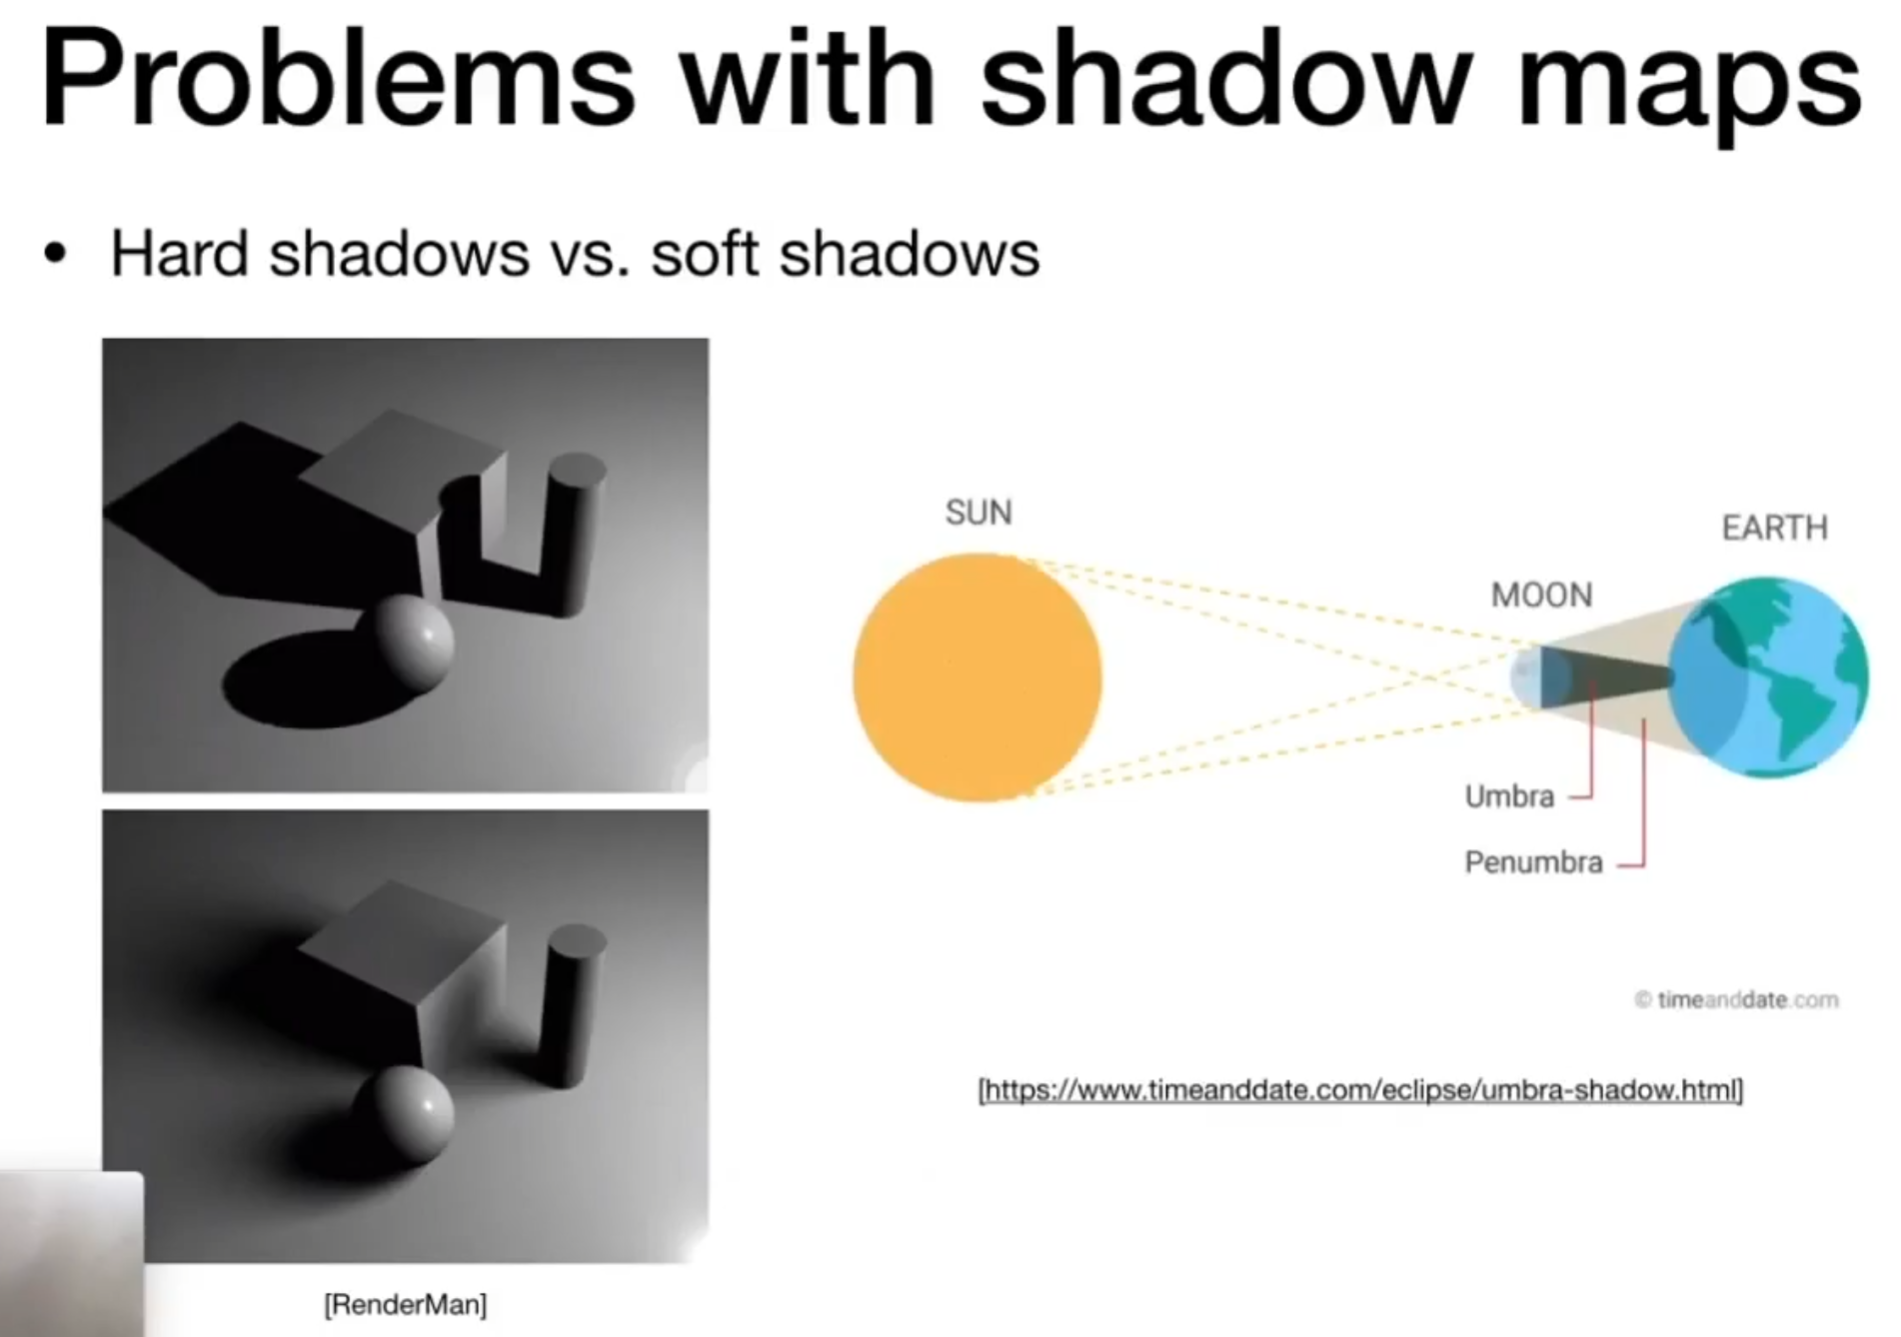 Problems with shadow maps
• Hard shadows vs. soft shadows
SUN
EARTH
MOON
Umbra
Penumbra
© timeanddate.com
[https://www.timeanddate.com/eclipse/umbra-shadow.html]
[RenderMan]